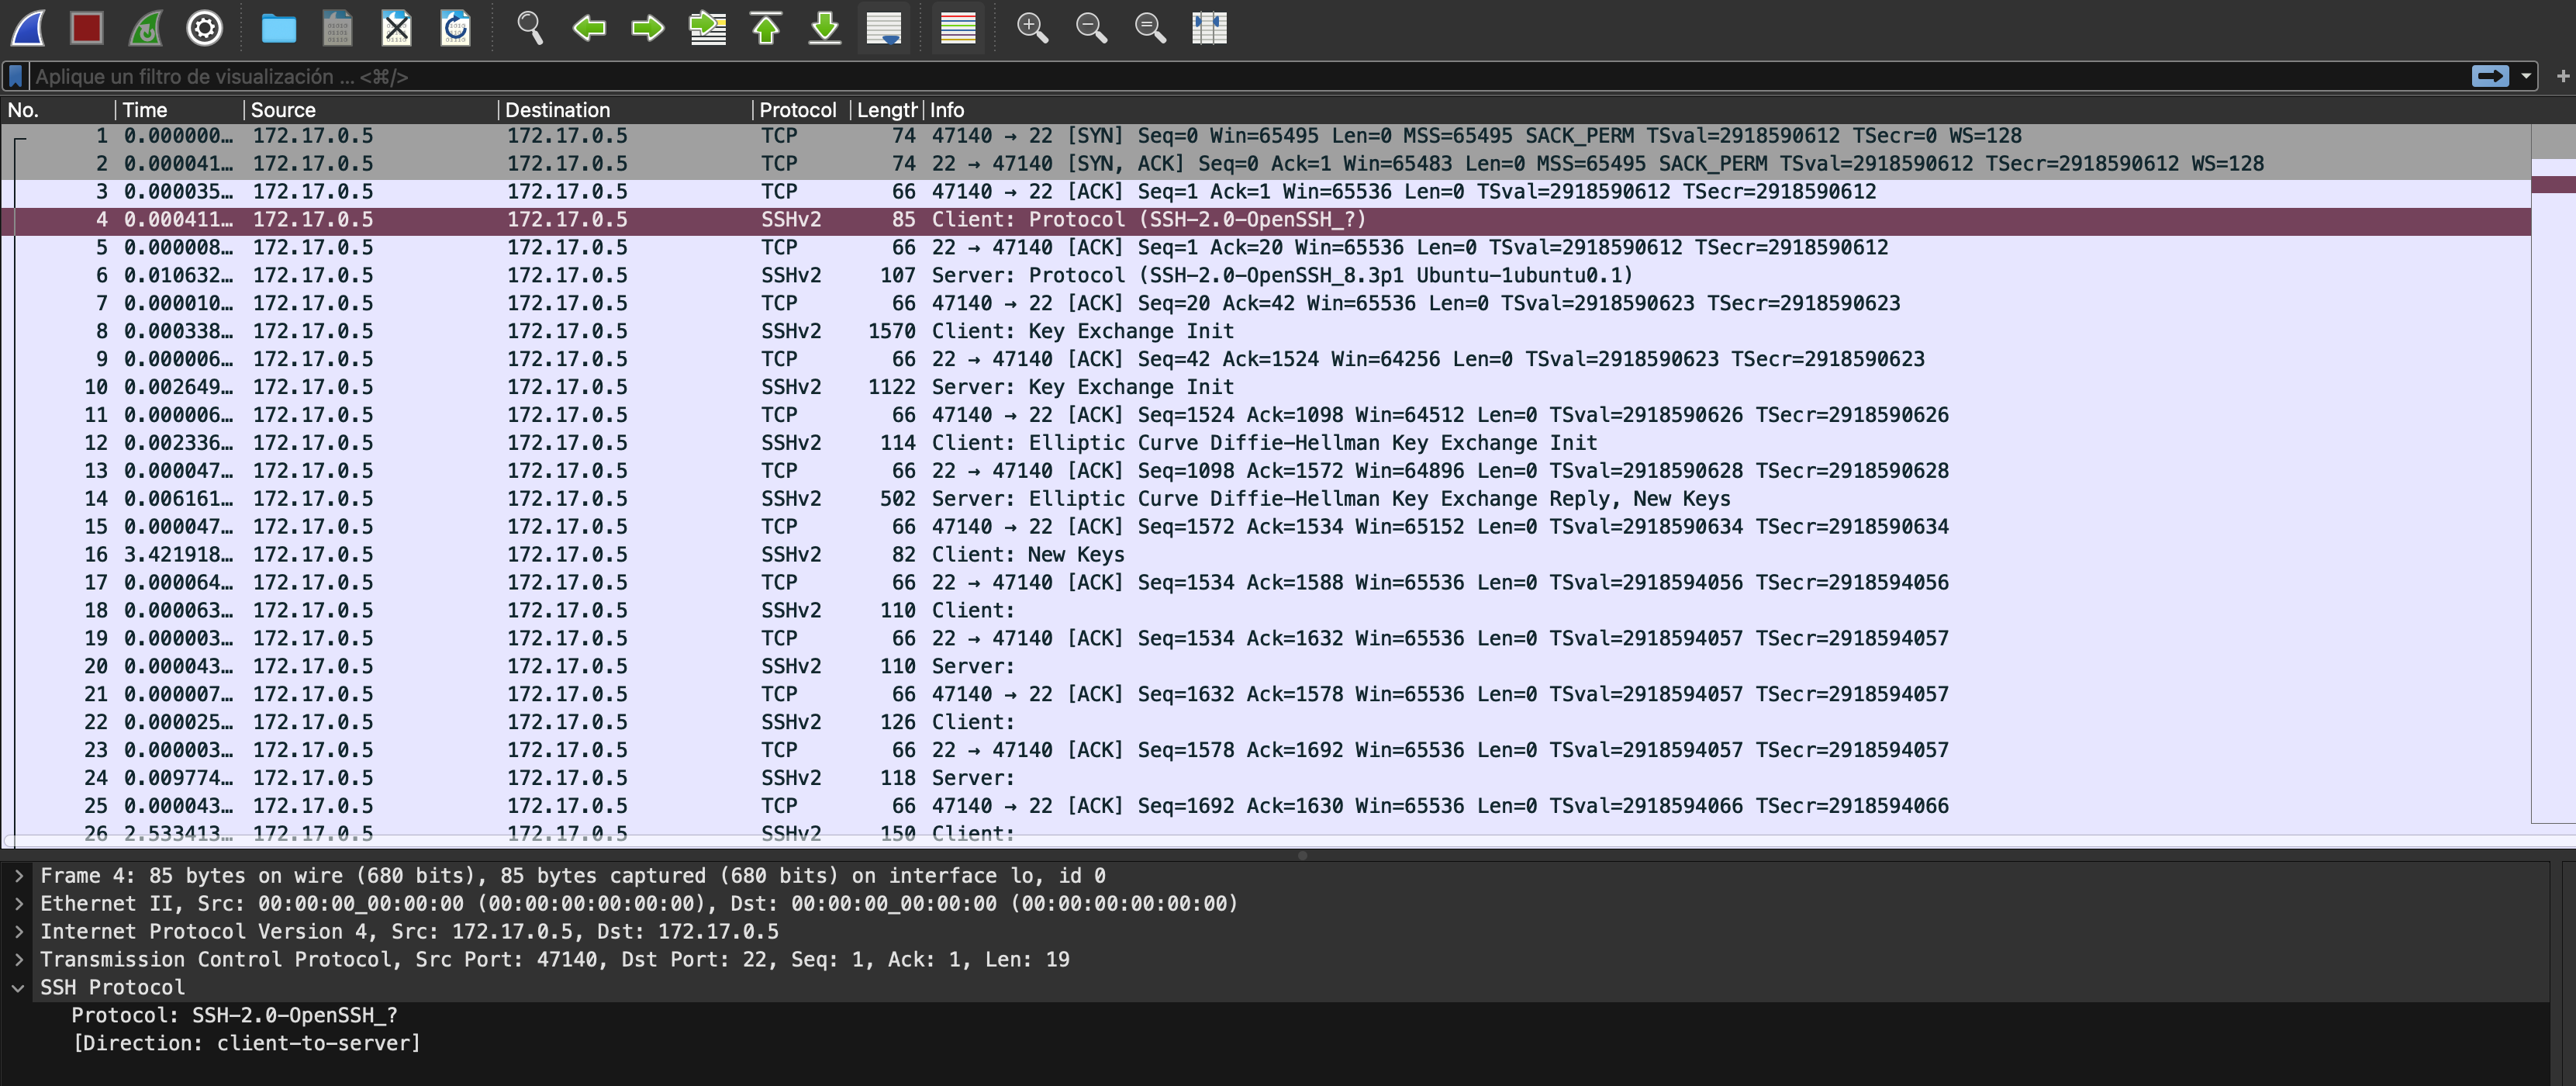 Aplique un filtro de visualización ... <⌘/>
No. Time Source Destination Protocol Length Info
1 0.000000… 172.17.0.5 172.17.0.5 TCP 74 47140 → 22 [SYN] Seq=0 Win=65495 Len=0 MSS=65495 SACK_PERM TSval=2918590612 TSecr=0 WS=128
2 0.000041… 172.17.0.5 172.17.0.5 TCP 74 22 → 47140 [SYN, ACK] Seq=0 Ack=1 Win=65483 Len=0 MSS=65495 SACK_PERM TSval=2918590612 TSecr=2918590612 WS=128
3 0.000035… 172.17.0.5 172.17.0.5 TCP 66 47140 → 22 [ACK] Seq=1 Ack=1 Win=65536 Len=0 TSval=2918590612 TSecr=2918590612
4 0.000411… 172.17.0.5 172.17.0.5 SSHv2 85 Client: Protocol (SSH-2.0-OpenSSH_?)
5 0.000008… 172.17.0.5 172.17.0.5 TCP 66 22 → 47140 [ACK] Seq=1 Ack=20 Win=65536 Len=0 TSval=2918590612 TSecr=2918590612
6 0.010632… 172.17.0.5 172.17.0.5 SSHv2 107 Server: Protocol (SSH-2.0-OpenSSH_8.3p1 Ubuntu-1ubuntu0.1)
7 0.000010… 172.17.0.5 172.17.0.5 TCP 66 47140 → 22 [ACK] Seq=20 Ack=42 Win=65536 Len=0 TSval=2918590623 TSecr=2918590623
8 0.000338… 172.17.0.5 172.17.0.5 SSHv2 1570 Client: Key Exchange Init
9 0.000006… 172.17.0.5 172.17.0.5 TCP 66 22 → 47140 [ACK] Seq=42 Ack=1524 Win=64256 Len=0 TSval=2918590623 TSecr=2918590623
10 0.002649… 172.17.0.5 172.17.0.5 SSHv2 1122 Server: Key Exchange Init
11 0.000006… 172.17.0.5 172.17.0.5 TCP 66 47140 → 22 [ACK] Seq=1524 Ack=1098 Win=64512 Len=0 TSval=2918590626 TSecr=2918590626
12 0.002336… 172.17.0.5 172.17.0.5 SSHv2 114 Client: Elliptic Curve Diffie-Hellman Key Exchange Init
13 0.000047… 172.17.0.5 172.17.0.5 TCP 66 22 → 47140 [ACK] Seq=1098 Ack=1572 Win=64896 Len=0 TSval=2918590628 TSecr=2918590628
14 0.006161… 172.17.0.5 172.17.0.5 SSHv2 502 Server: Elliptic Curve Diffie-Hellman Key Exchange Reply, New Keys
15 0.000047… 172.17.0.5 172.17.0.5 TCP 66 47140 → 22 [ACK] Seq=1572 Ack=1534 Win=65152 Len=0 TSval=2918590634 TSecr=2918590634
16 3.421918… 172.17.0.5 172.17.0.5 SSHv2 82 Client: New Keys
17 0.000064… 172.17.0.5 172.17.0.5 TCP 66 22 → 47140 [ACK] Seq=1534 Ack=1588 Win=65536 Len=0 TSval=2918594056 TSecr=2918594056
18 0.000063… 172.17.0.5 172.17.0.5 SSHv2 110 Client:
19 0.000003… 172.17.0.5 172.17.0.5 TCP 66 22 → 47140 [ACK] Seq=1534 Ack=1632 Win=65536 Len=0 TSval=2918594057 TSecr=2918594057
20 0.000043… 172.17.0.5 172.17.0.5 SSHv2 110 Server:
21 0.000007… 172.17.0.5 172.17.0.5 TCP 66 47140 → 22 [ACK] Seq=1632 Ack=1578 Win=65536 Len=0 TSval=2918594057 TSecr=2918594057
22 0.000025… 172.17.0.5 172.17.0.5 SSHv2 126 Client:
23 0.000003… 172.17.0.5 172.17.0.5 TCP 66 22 → 47140 [ACK] Seq=1578 Ack=1692 Win=65536 Len=0 TSval=2918594057 TSecr=2918594057
24 0.009774… 172.17.0.5 172.17.0.5 SSHv2 118 Server:
25 0.000043… 172.17.0.5 172.17.0.5 TCP 66 47140 → 22 [ACK] Seq=1692 Ack=1630 Win=65536 Len=0 TSval=2918594066 TSecr=2918594066
26 2.533413… 172.17.0.5 172.17.0.5 SSHv2 150 Client:
Frame 4: 85 bytes on wire (680 bits), 85 bytes captured (680 bits) on interface lo, id 0
Ethernet II, Src: 00:00:00_00:00:00 (00:00:00:00:00:00), Dst: 00:00:00_00:00:00 (00:00:00:00:00:00)
Internet Protocol Version 4, Src: 172.17.0.5, Dst: 172.17.0.5
Transmission Control Protocol, Src Port: 47140, Dst Port: 22, Seq: 1, Ack: 1, Len: 19
SSH Protocol
Protocol: SSH-2.0-OpenSSH_?
[Direction: client-to-server]